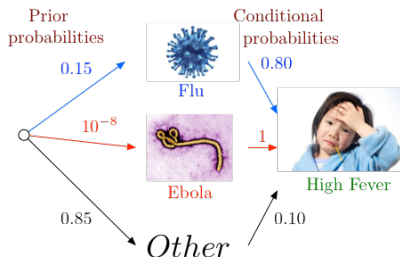 Prior
probabilities
Conditional
probabilities
0.15
0.80
Flu
10⁻⁸
1
Ebola
High Fever
0.85
0.10
Other